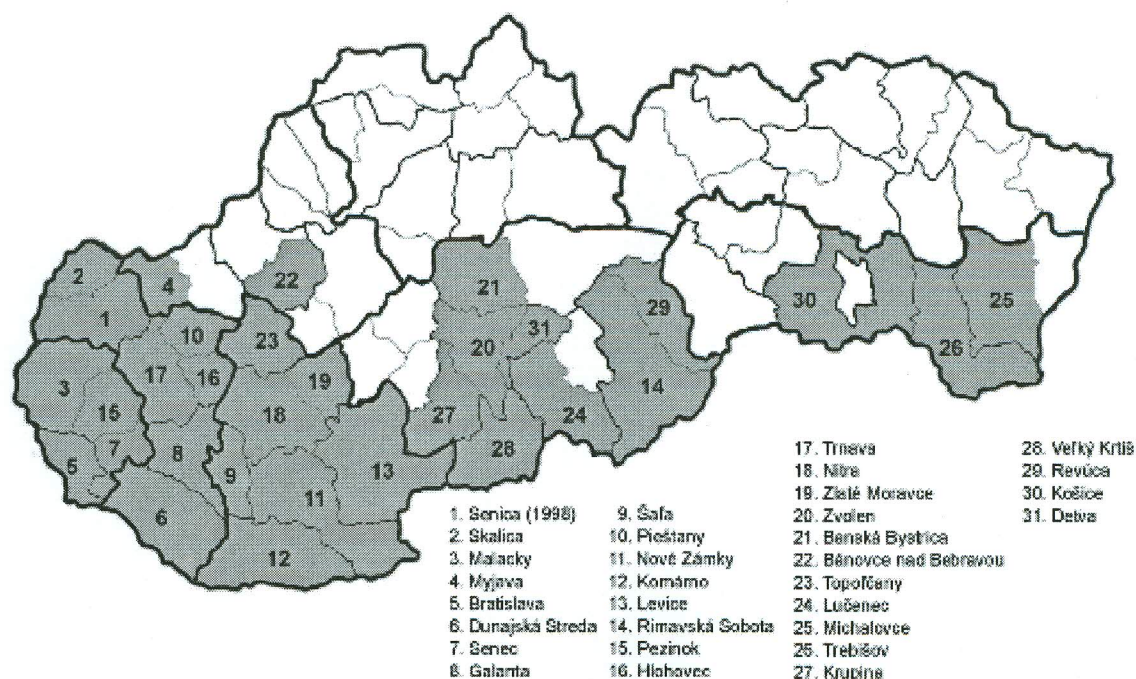 2
4
22
21
1
10
23
31
29
30
25
3
17
16
19
20
14
26
15
18
27
24
5
7
8
9
11
13
28
6
12
1. Senica (1998)
2. Skalica
3. Malacky
4. Myjava
5. Bratislava
6. Dunajská Streda
7. Senec
8. Galanta
9. Šaľa
10. Piešťany
11. Nové Zámky
12. Komárno
13. Levice
14. Rimavská Sobota
15. Pezinok
16. Hlohovec
17. Trnava
18. Nitra
19. Zlaté Moravce
20. Zvolen
21. Banská Bystrica
22. Bánovce nad Bebravou
23. Topoľčany
24. Lučenec
25. Michalovce
26. Trebišov
27. Krupina
28. Veľký Krtíš
29. Revúca
30. Košice
31. Detva